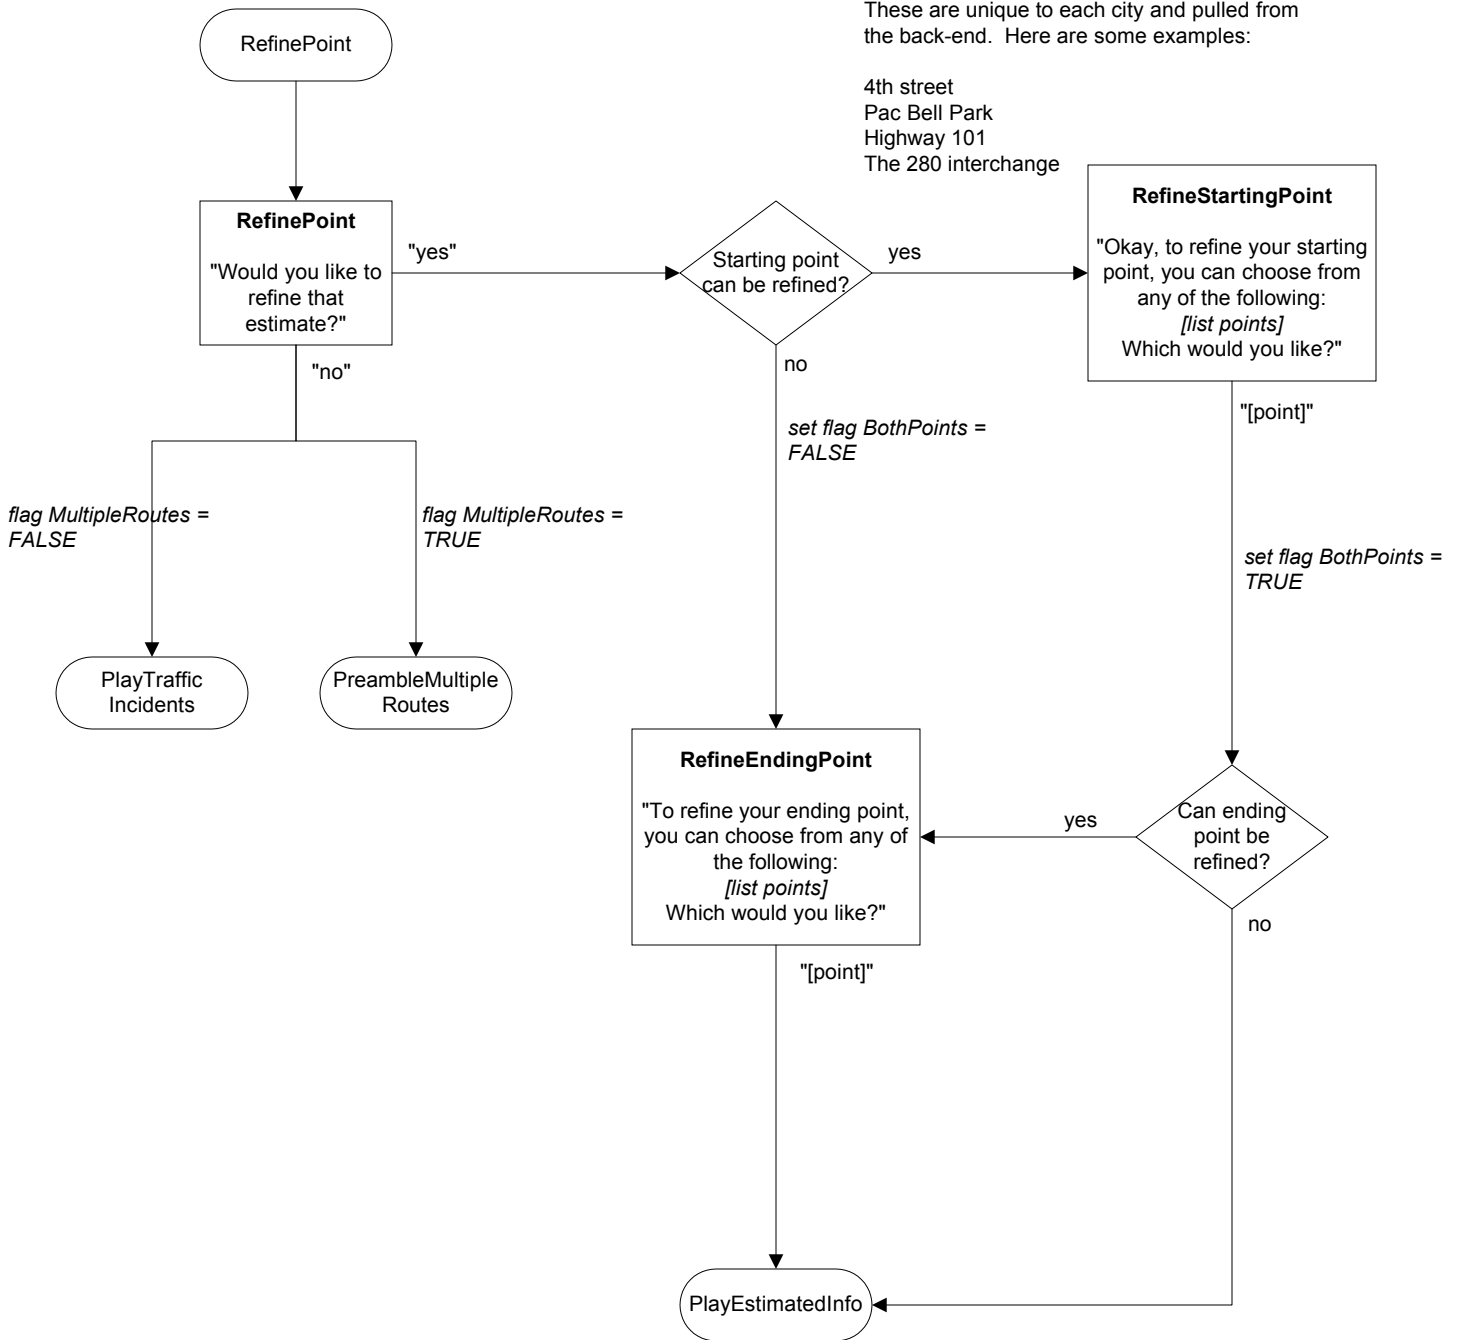 These are unique to each city and pulled from
the back-end. Here are some examples:
4th street
Pac Bell Park
Highway 101
The 280 interchange
RefinePoint
RefinePoint
"Would you like to
refine that
estimate?"
"yes"
Starting point
can be refined?
yes
RefineStartingPoint
"Okay, to refine your starting
point, you can choose from
any of the following:
[list points]
Which would you like?"
"no"
no
"[point]"
set flag BothPoints =
FALSE
flag MultipleRoutes =
FALSE
flag MultipleRoutes =
TRUE
set flag BothPoints =
TRUE
PlayTraffic
Incidents
PreambleMultiple
Routes
RefineEndingPoint
"To refine your ending point,
you can choose from any of
the following:
[list points]
Which would you like?"
yes
Can ending
point be
refined?
no
"[point]"
PlayEstimatedInfo